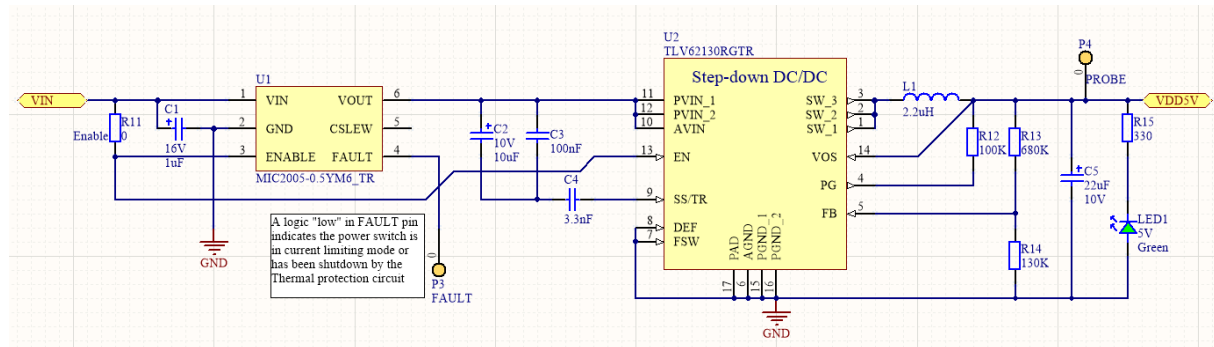 VIN
R11
0
Enable
C1
16V
1uF
GND
U1
1
VIN
VOUT
6
2
GND
CSLEW
5
3
ENABLE
FAULT
4
MIC2005-0.5YM6_TR
A logic "low" in FAULT pin
indicates the power switch is
in current limiting mode or
has been shutdown by the
Thermal protection circuit
0
P3
FAULT
C2
10V
10uF
C3
100nF
C4
3.3nF
U2
TLV62130RGTR
Step-down DC/DC
11
PVIN_1
12
PVIN_2
10
AVIN
13
EN
9
SS/TR
8
DEF
7
FSW
SW_3
3
SW_2
2
SW_1
1
VOS
14
PG
4
FB
5
PAD
AGND
PGND_1
PGND_2
17
6
15
16
GND
L1
2.2uH
R12
100K
R13
680K
R14
130K
P4
0
PROBE
C5
22uF
10V
VDD5V
R15
330
LED1
5V
Green